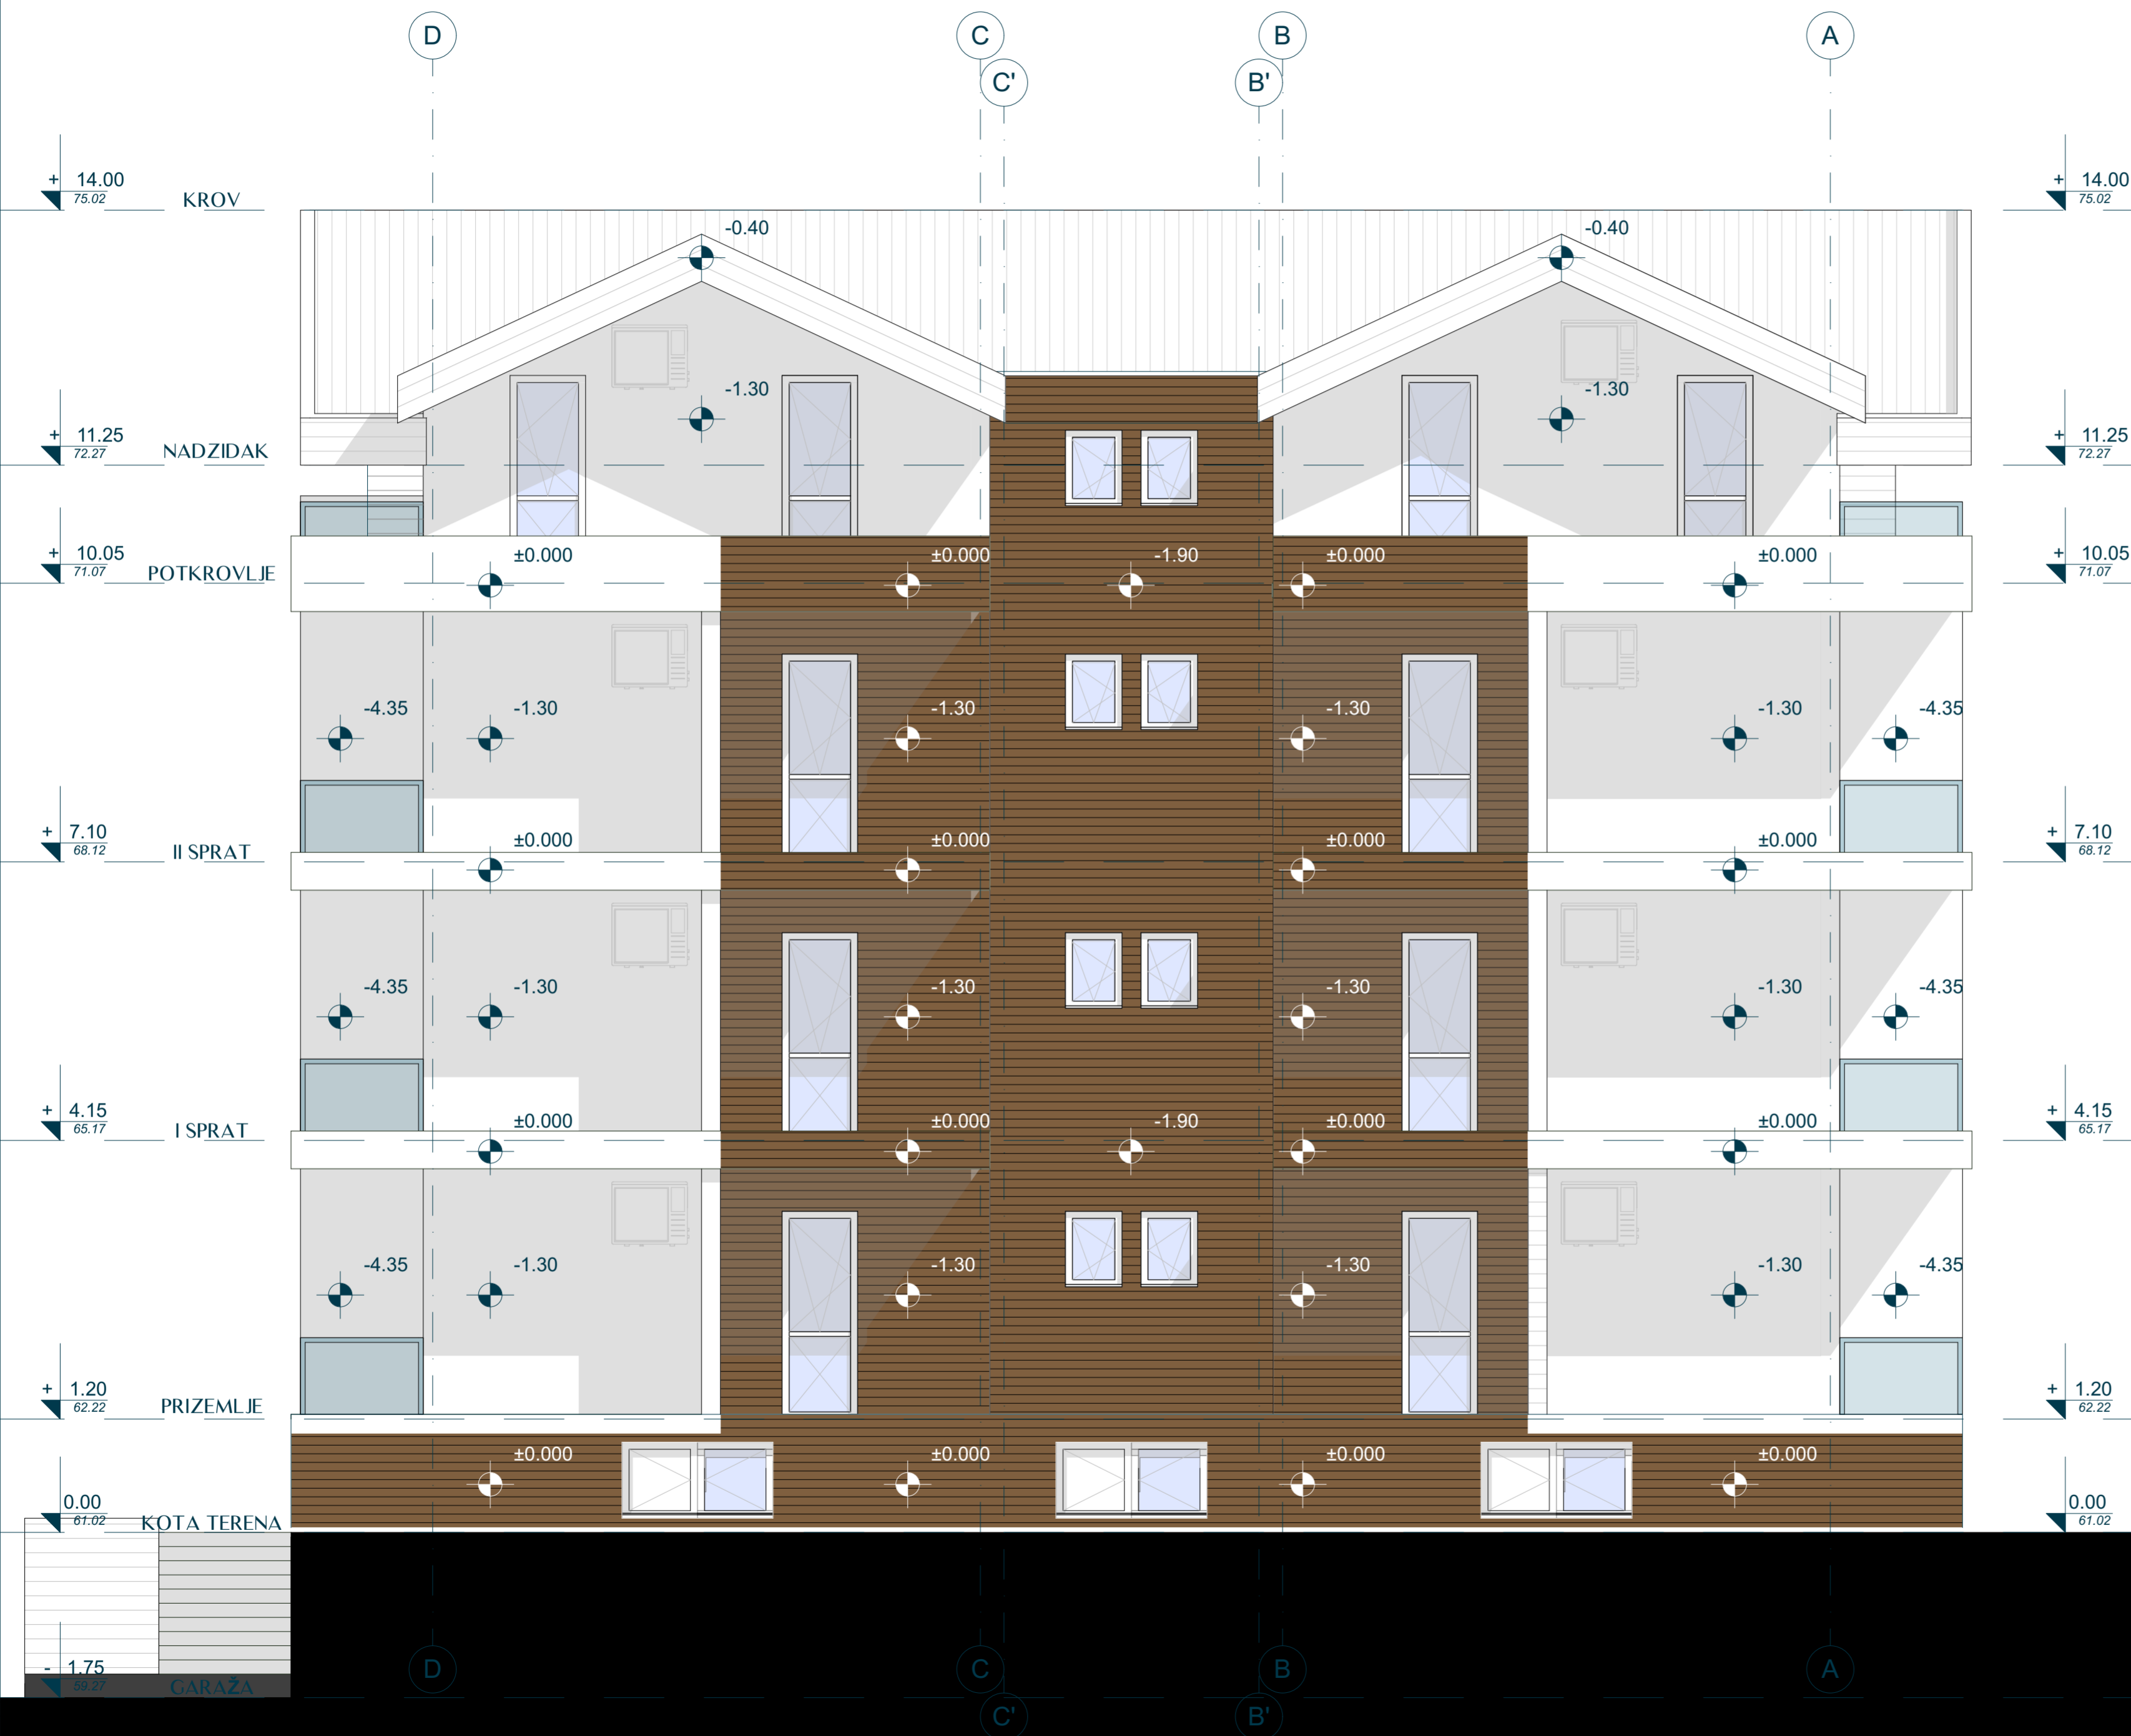 D C B A
C' B'
+ 14.00 + 14.00
75.02 KROV 75.02
-0.40 -0.40
-1.30 -1.30
+ 11.25 + 11.25
72.27 NADZIDAK 72.27
+ 10.05 ±0.000 ±0.000 -1.90 ±0.000 ±0.000 + 10.05
71.07 POTKROVLJE 71.07
-4.35 -1.30 -1.30 -1.30 -1.30 -4.35
+ 7.10 ±0.000 ±0.000 ±0.000 ±0.000 + 7.10
68.12 II SPRAT 68.12
-4.35 -1.30 -1.30 -1.30 -1.30 -4.35
+ 4.15 ±0.000 ±0.000 -1.90 ±0.000 ±0.000 + 4.15
65.17 I SPRAT 65.17
-4.35 -1.30 -1.30 -1.30 -1.30 -4.35
+ 1.20 + 1.20
62.22 PRIZEMLJE 62.22
±0.000 ±0.000 ±0.000 ±0.000
0.00 0.00
61.02 KOTA TERENA 61.02
- 1.75 D C B A
59.27 GARAŽA
C' B'